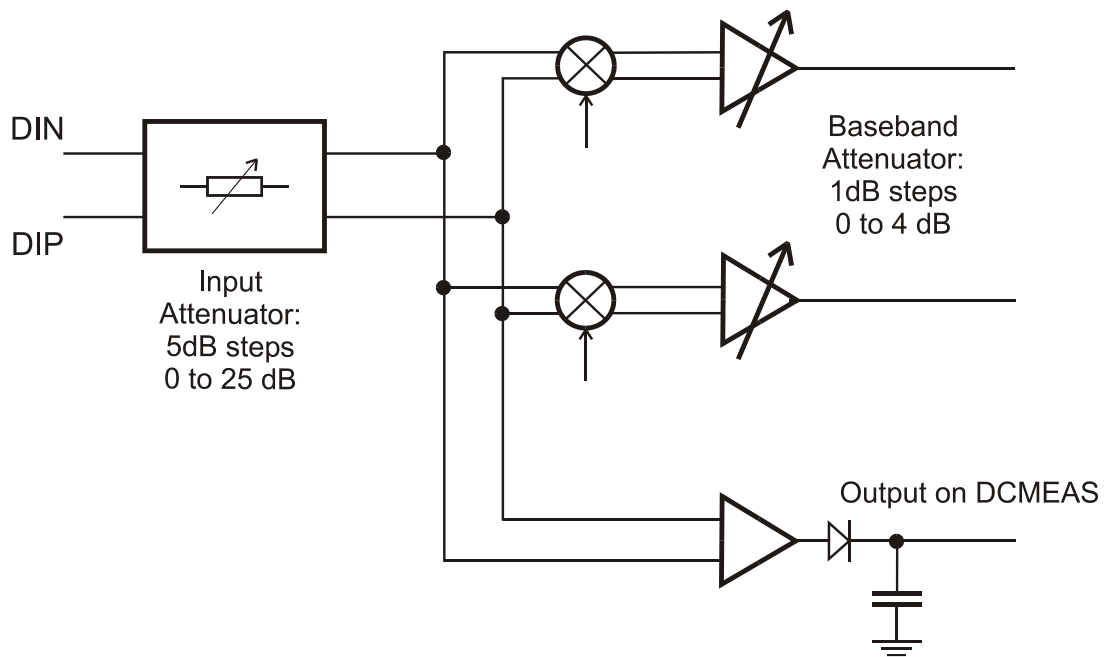 DIN
DIP
Input
Attenuator:
5dB steps
0 to 25 dB
Baseband
Attenuator:
1dB steps
0 to 4 dB
Output on DCMEAS